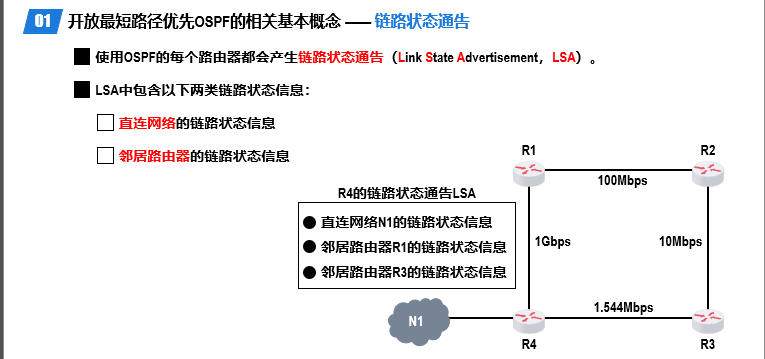 01 开放最短路径优先OSPF的相关基本概念 —— 链路状态通告
使用OSPF的每个路由器都会产生链路状态通告（Link State Advertisement，LSA）。
LSA中包含以下两类链路状态信息：
直连网络的链路状态信息
邻居路由器的链路状态信息
R1
R2
100Mbps
R4的链路状态通告LSA
直连网络N1的链路状态信息
邻居路由器R1的链路状态信息
邻居路由器R3的链路状态信息
1Gbps
10Mbps
1.544Mbps
N1
R4
R3